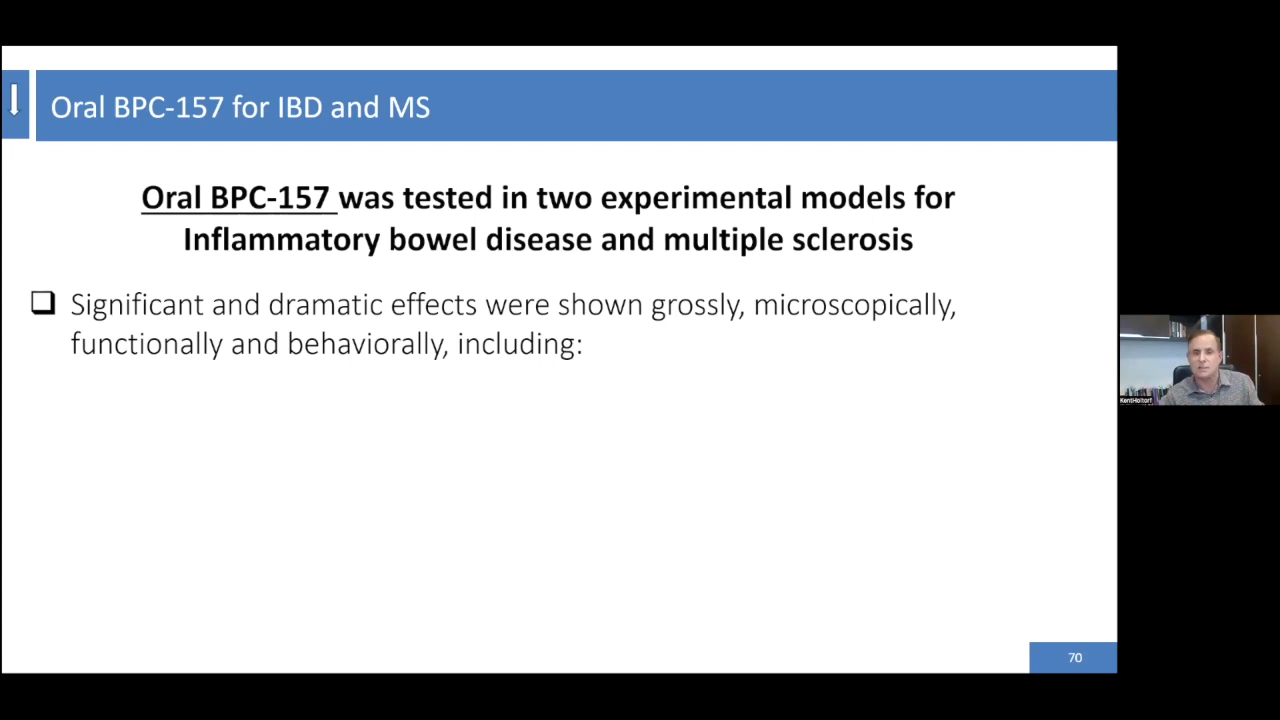 Oral BPC-157 for IBD and MS
Oral BPC-157 was tested in two experimental models for
Inflammatory bowel disease and multiple sclerosis
Significant and dramatic effects were shown grossly, microscopically,
functionally and behaviorally, including:
KentHoltorf
70